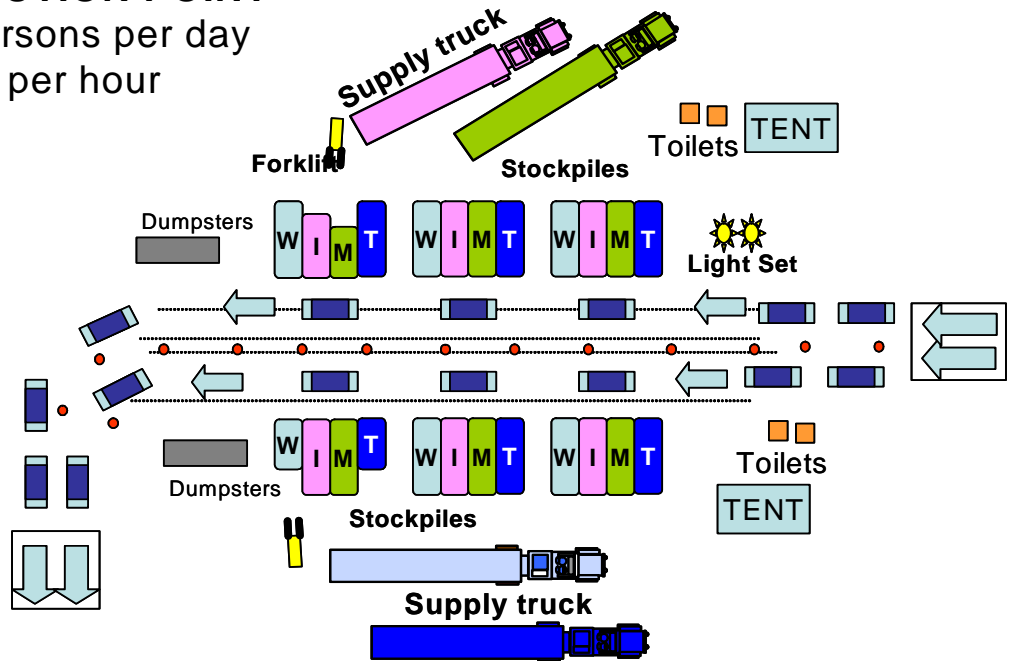 POINT
rsons per day
per hour
Supply truck
Forklift
Stockpiles
Toilets
TENT
Dumpsters
W I M T
W I M T
W I M T
Light Set
W I M T
W I M T
W I M T
Dumpsters
Toilets
TENT
Stockpiles
Supply truck